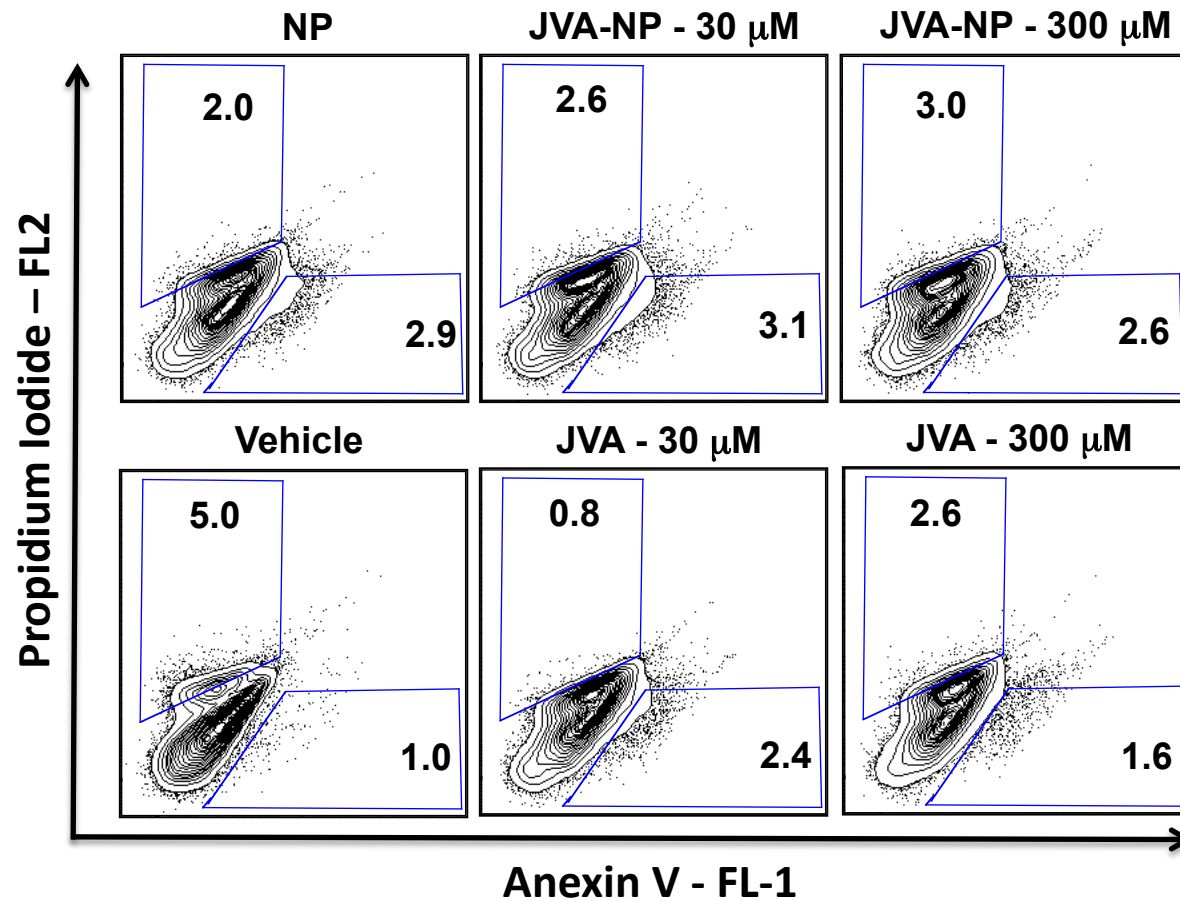 NP
JVA-NP - 30 μM
JVA-NP - 300 μM
2.0
2.6
3.0
2.9
3.1
2.6
Vehicle
JVA - 30 μM
JVA - 300 μM
5.0
0.8
2.6
1.0
2.4
1.6
Propidium Iodide – FL2
Anexin V - FL-1